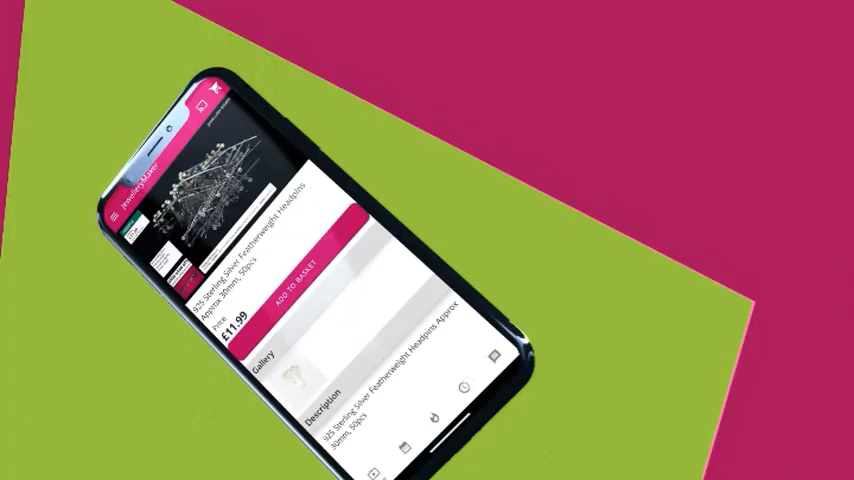 JewelleryMaker
925 Sterling Silver Featherweight Headpins
Approx 30mm, 50pcs
Price
£11.99
ADD TO BASKET
Gallery
Description
925 Sterling Silver Featherweight Headpins Approx
30mm, 50pcs